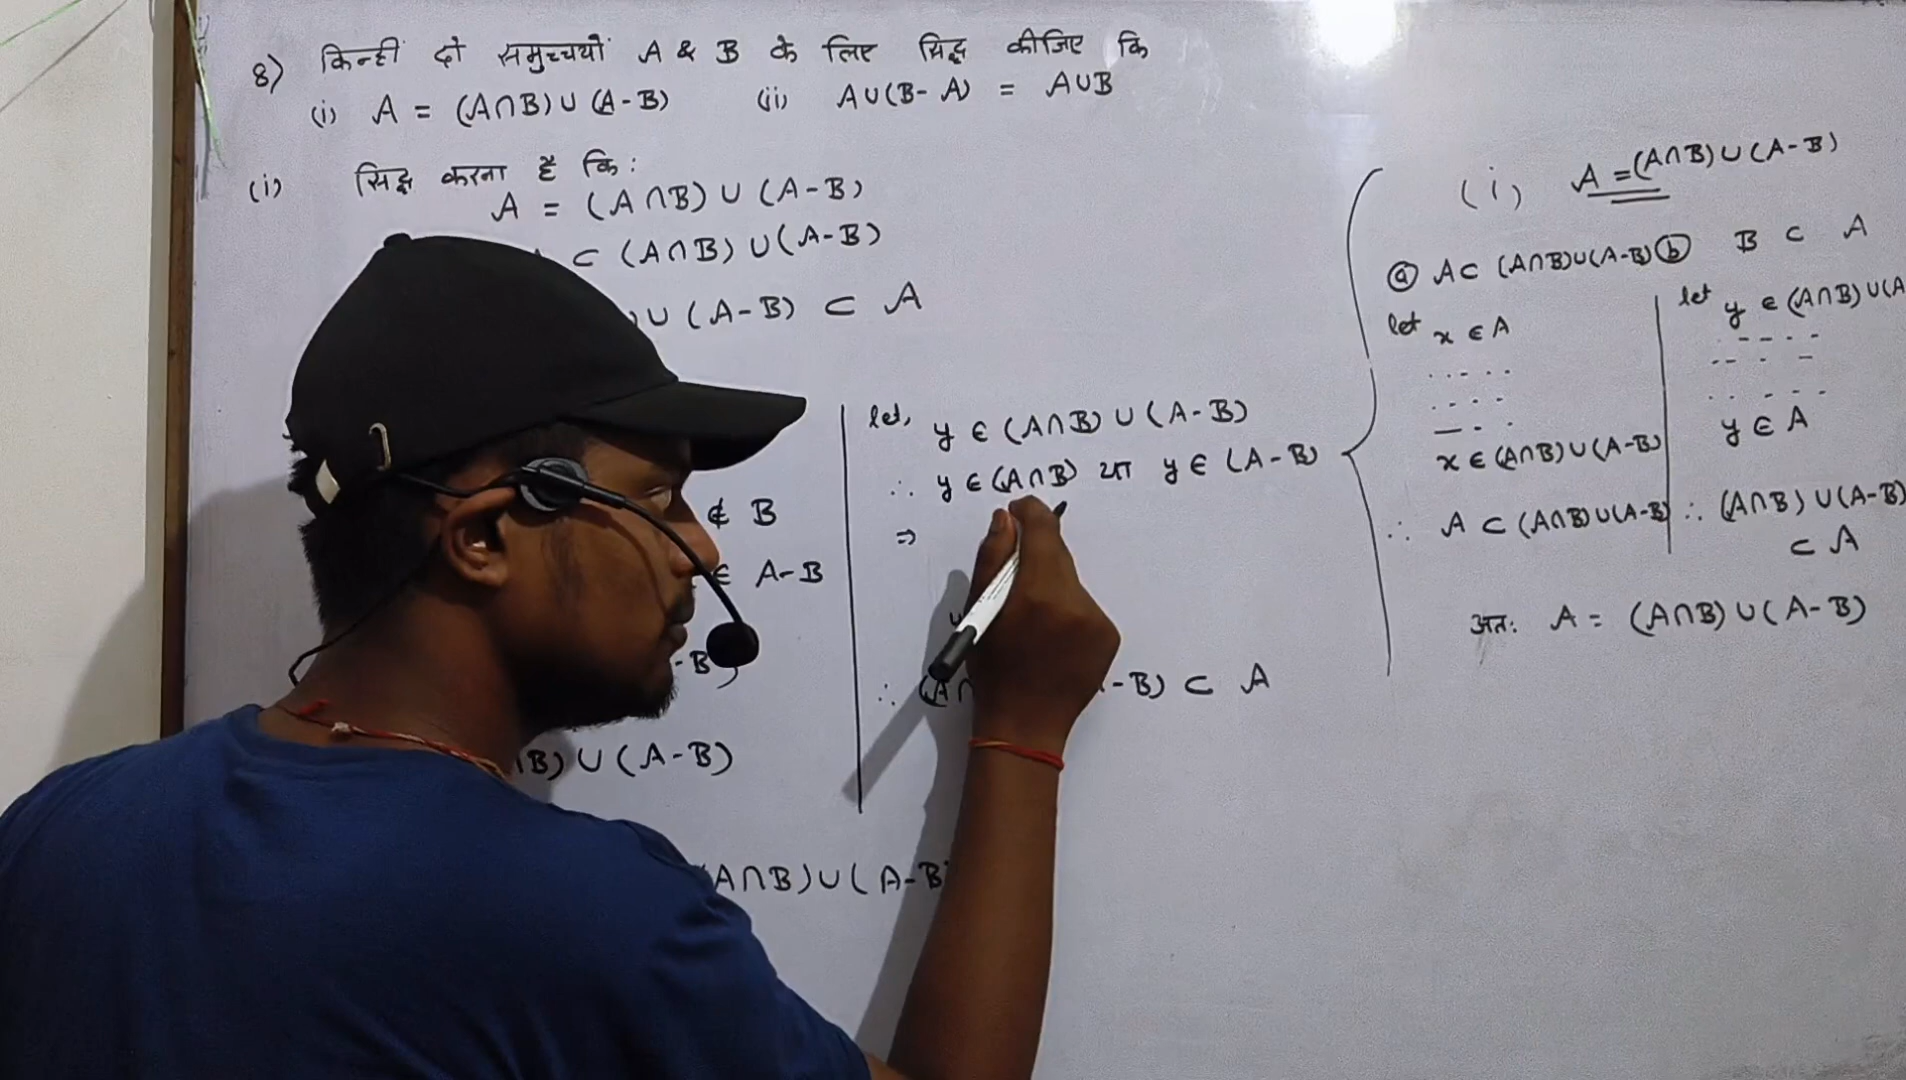 8) किन्हीं दो समुच्चयों A & B के लिए सिद्ध कीजिए कि
(i) A = (A∩B)∪(A-B) (ii) A∪(B-A) = A∪B
(i) सिद्ध करना है कि:
A = (A∩B)∪(A-B)
⊂ (A∩B)∪(A-B)
∪(A-B) ⊂ A
∉ B
∈ A-B
-B)
B)∪(A-B)
A∩B)∪(A-B
let, y ∈ (A∩B)∪(A-B)
∴ y ∈ (A∩B) या y ∈ (A-B)
⇒
∴ (A∩ -B) ⊂ A
(i) A = (A∩B)∪(A-B)
(a) A⊂ (A∩B)∪(A-B) (b) B ⊂ A
let x ∈ A
. . . . .
. . . .
x ∈ (A∩B)∪(A-B)
∴ A ⊂ (A∩B)∪(A-B)
let y ∈ (A∩B)∪(A
- - - -
-- - -
. . - . -
y ∈ A
∴ (A∩B)∪(A-B)
⊂ A
अतः A = (A∩B)∪(A-B)